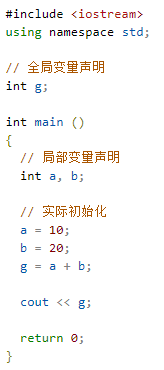 #include <iostream>
using namespace std;
// 全局变量声明
int g;
int main ()
{
  // 局部变量声明
  int a, b;
  // 实际初始化
  a = 10;
  b = 20;
  g = a + b;
  cout << g;
  return 0;
}